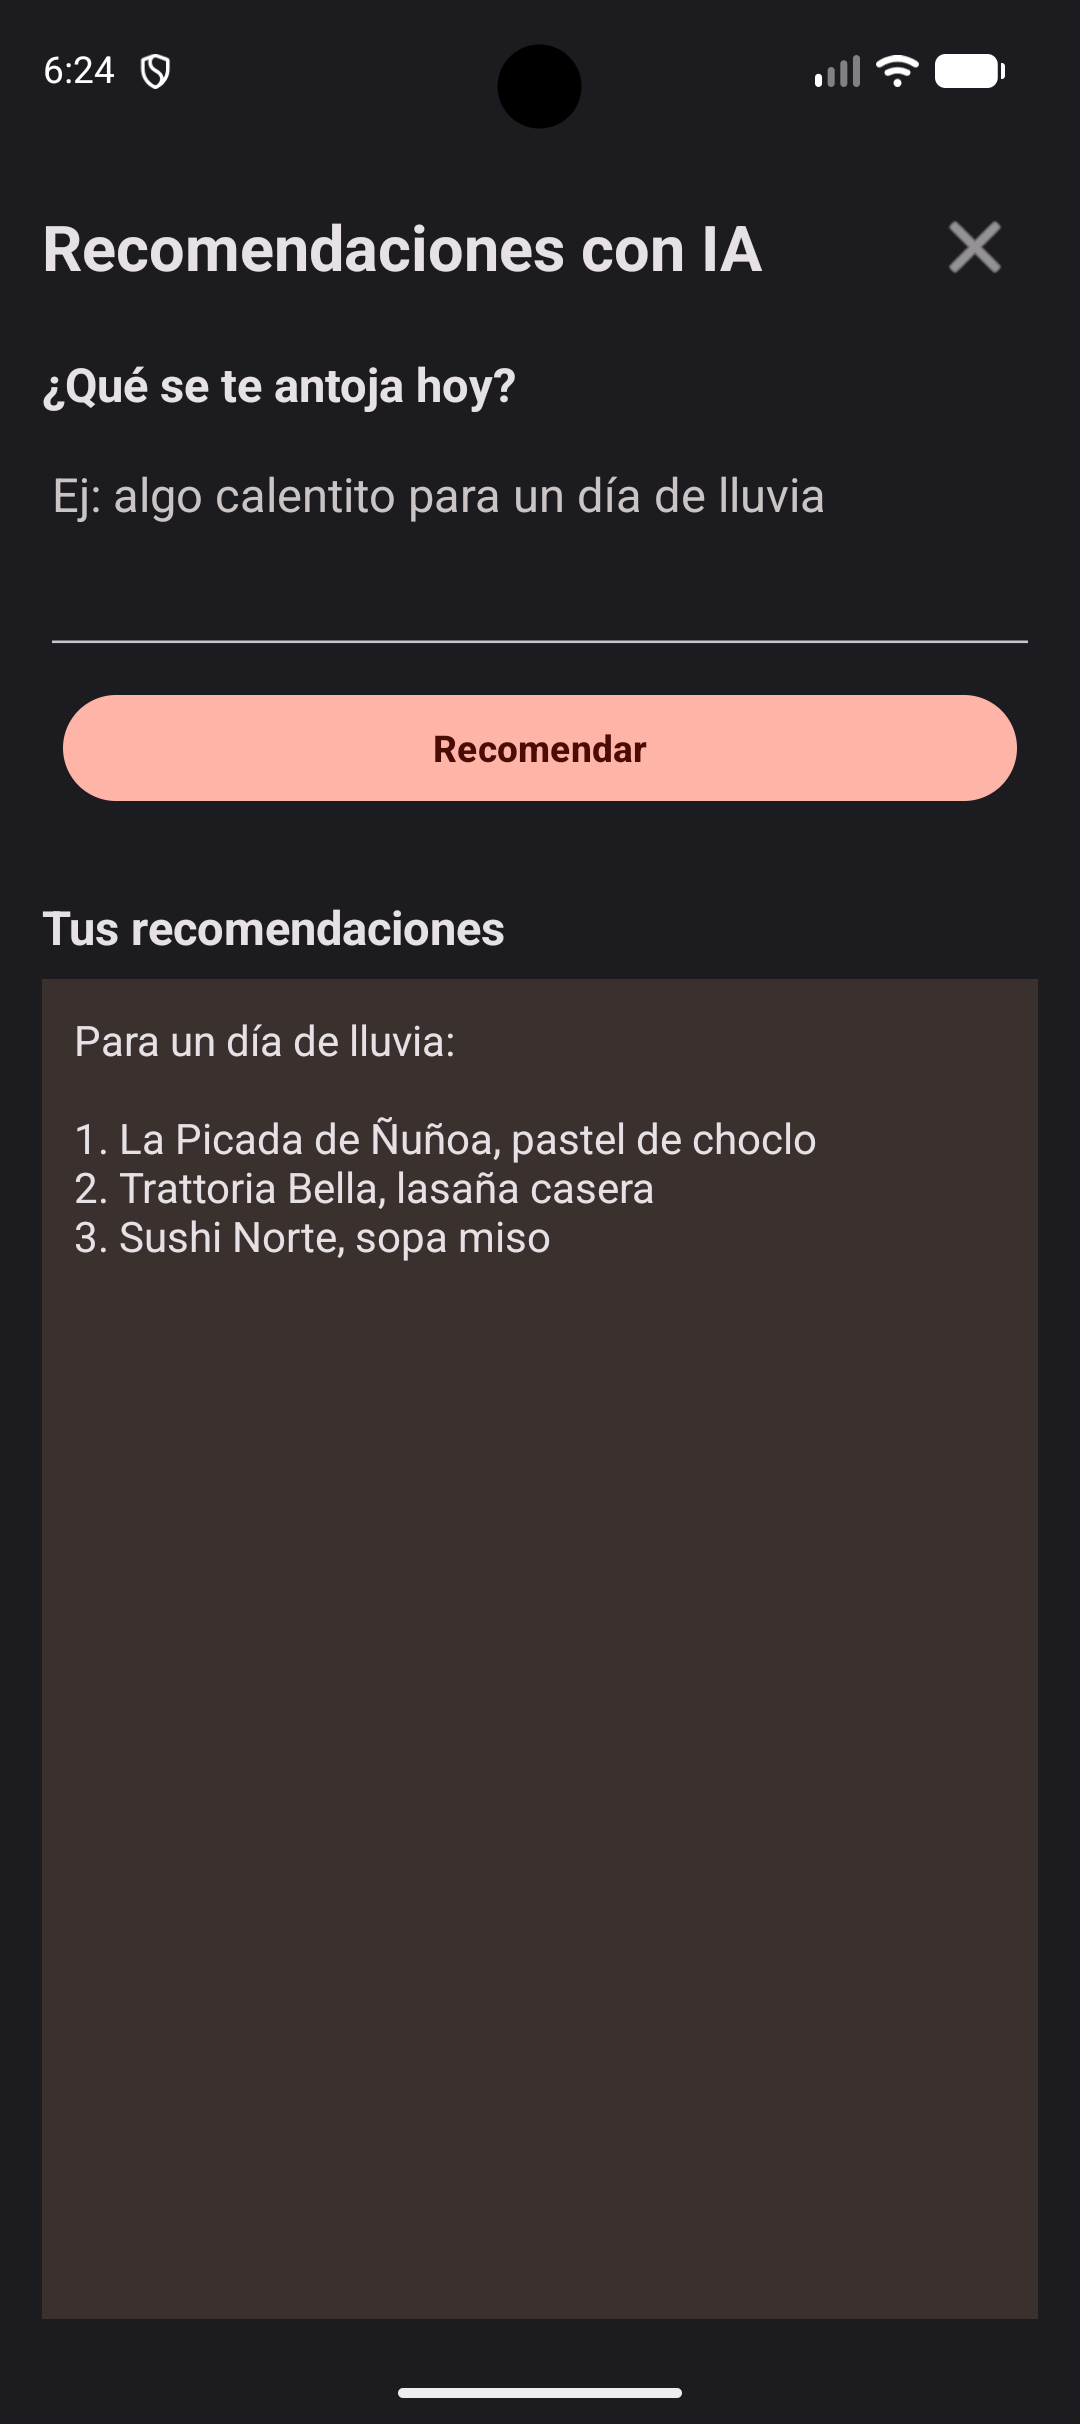 6:24
Recomendaciones con IA
¿Qué se te antoja hoy?
Ej: algo calentito para un día de lluvia
Recomendar
Tus recomendaciones
Para un día de lluvia:
1. La Picada de Ñuñoa, pastel de choclo
2. Trattoria Bella, lasaña casera
3. Sushi Norte, sopa miso